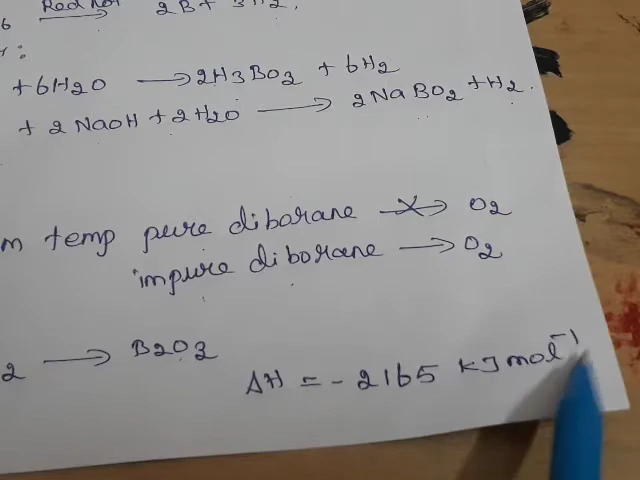 6 Red hot → 2B + 3H2.
:
+ 6H2O → 2H3BO3 + 6H2
+ 2NaOH + 2H2O → 2NaBO2 + H2.
m temp pure diborane ↛ O2
impure diborane → O2
2 → B2O3
ΔH = - 2165 KJ mol⁻¹